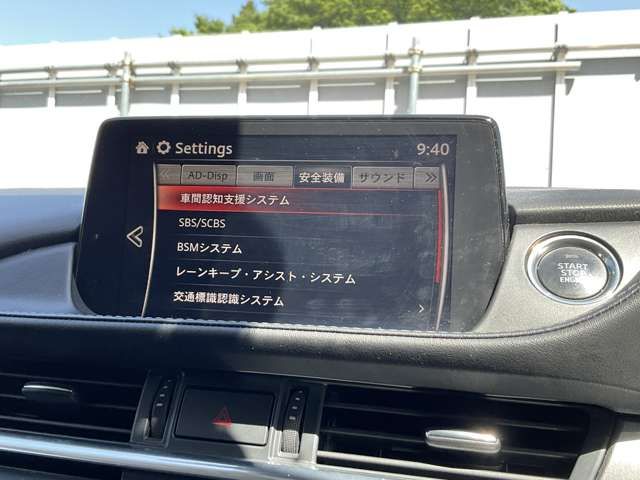 Settings 9:40
AD-Disp 画面 安全装備 サウンド
車間認知支援システム
SBS/SCBS
BSMシステム
レーンキープ・アシスト・システム
交通標識認識システム
START
STOP
ENGINE